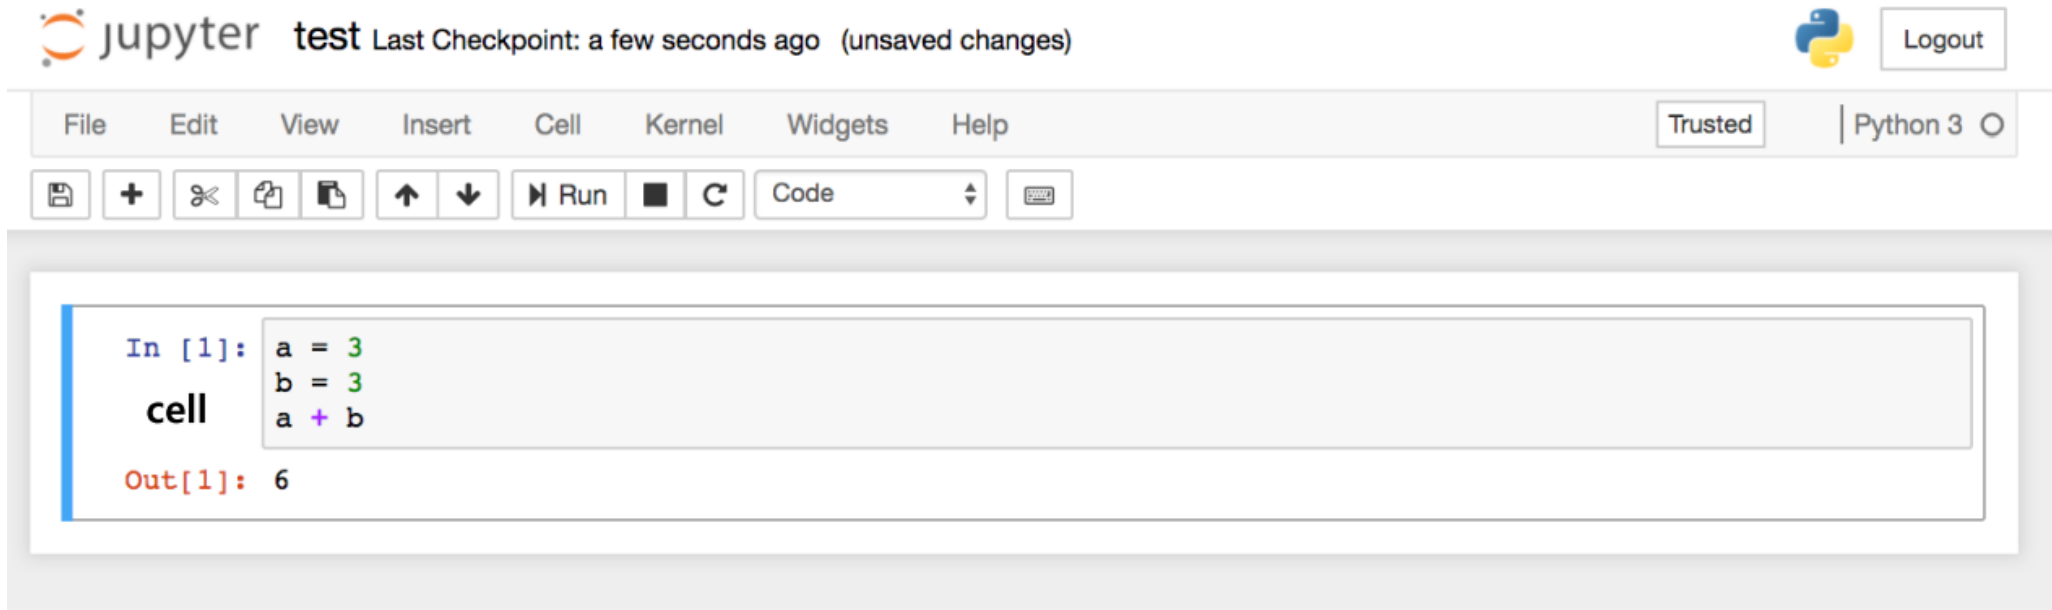 jupyter test Last Checkpoint: a few seconds ago (unsaved changes) Logout
File Edit View Insert Cell Kernel Widgets Help Trusted Python 3
Run Code
In [1]: a = 3
b = 3
cell
a + b
Out[1]: 6